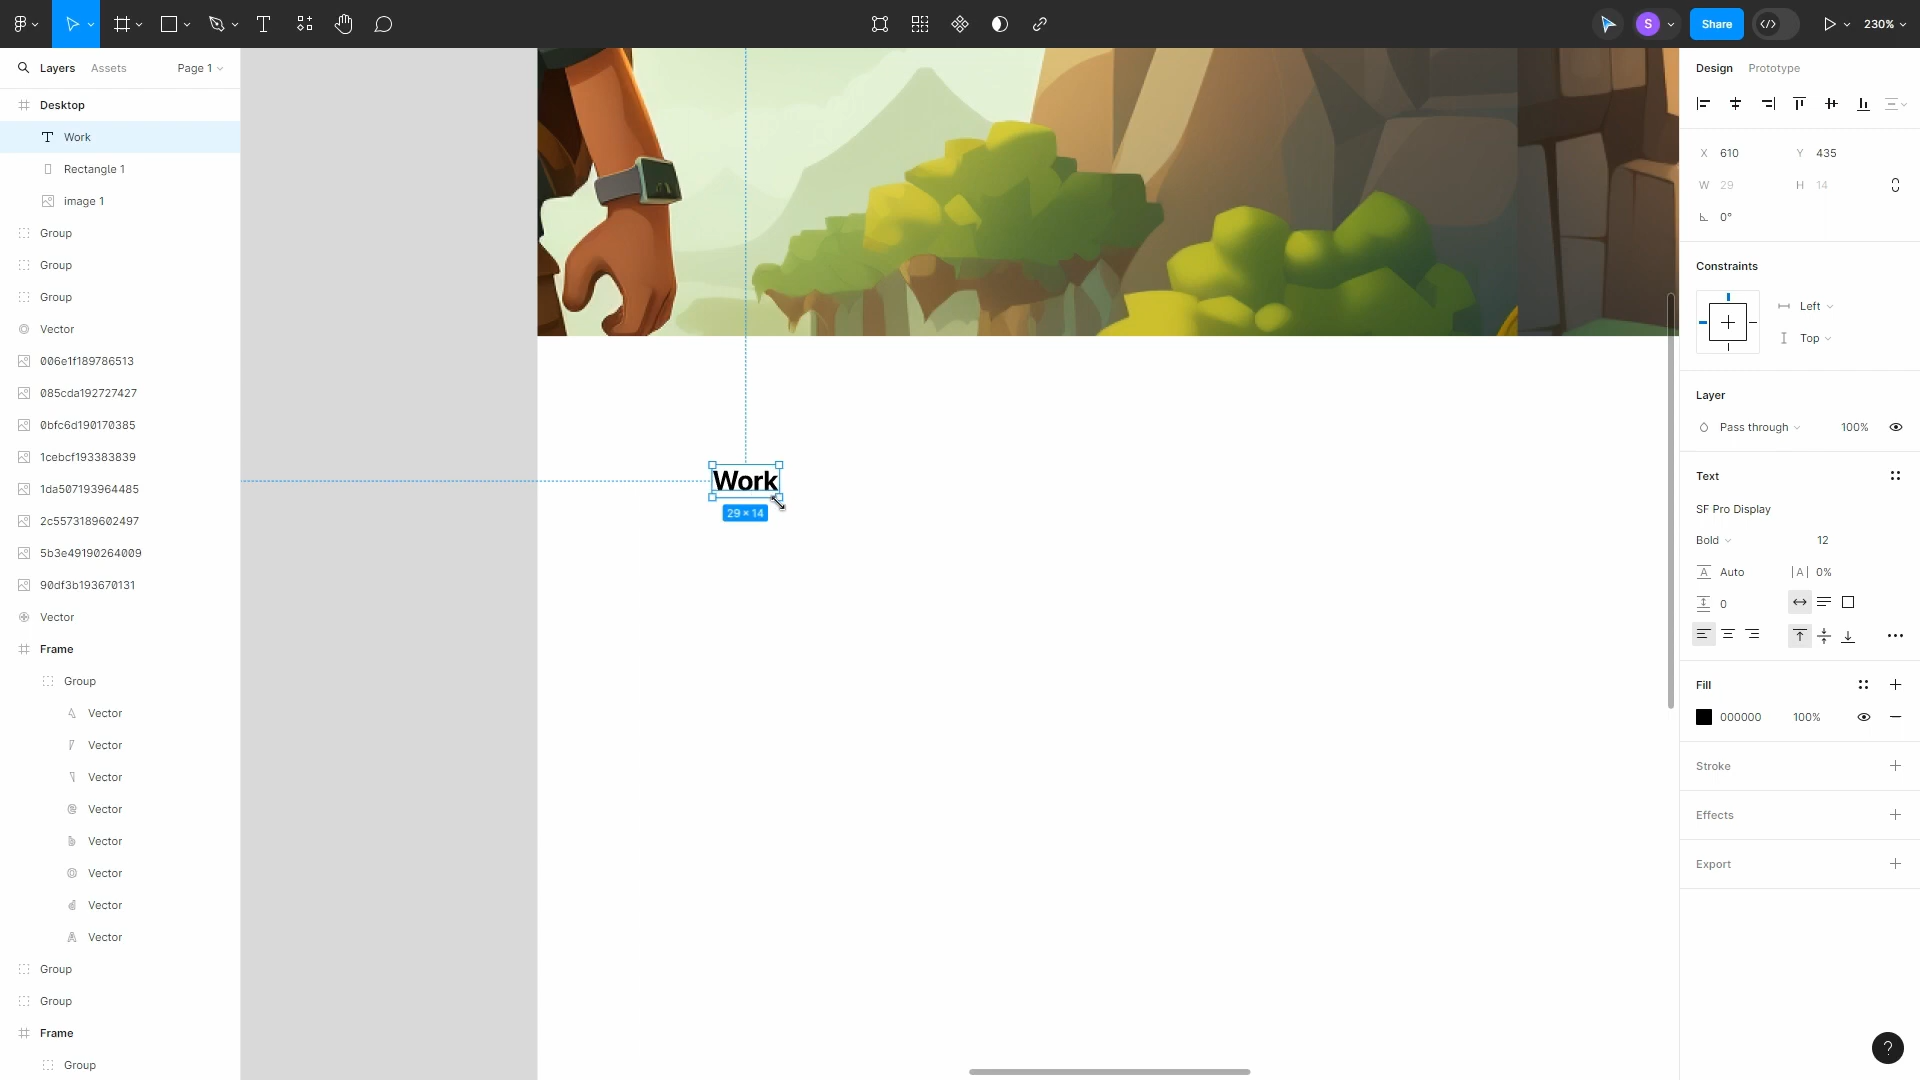 S
Share
230%
Layers
Assets
Page 1
Desktop
Work
Rectangle 1
image 1
Group
Group
Group
Vector
006e1f189786513
085cda192727427
0bfc6d190170385
1cebcf193383839
1da507193964485
2c5573189602497
5b3e49190264009
90df3b193670131
Vector
Frame
Group
Vector
Vector
Vector
Vector
Vector
Vector
Vector
Vector
Group
Group
Frame
Group
Work
29 × 14
Design
Prototype
X 610 Y 435
W 29 H 14
0°
Constraints
Left
Top
Layer
Pass through 100%
Text
SF Pro Display
Bold 12
A Auto |A| 0%
0
Fill
000000 100%
Stroke
Effects
Export
?